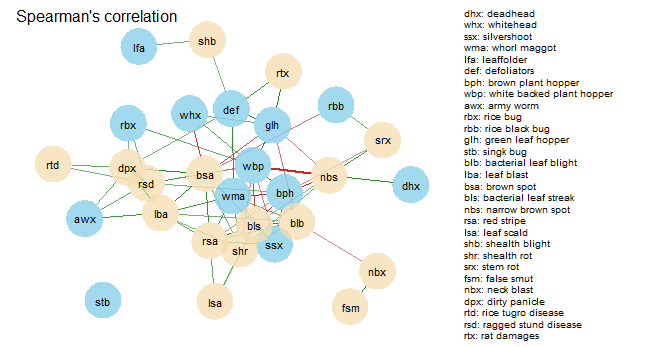 Spearman's correlation
lfa
shb
rtx
whx
def
rbb
rbx
glh
srx
rtd
dpx
wbp
bsa
nbs
rsd
dhx
bph
wma
awx
lba
bls
blb
rsa
ssx
shr
nbx
stb
lsa
fsm
dhx: deadhead
whx: whitehead
ssx: silvershoot
wma: whorl maggot
lfa: leaffolder
def: defoliators
bph: brown plant hopper
wbp: white backed plant hopper
awx: army worm
rbx: rice bug
rbb: rice black bug
glh: green leaf hopper
stb: singk bug
blb: bacterial leaf blight
lba: leaf blast
bsa: brown spot
bls: bacterial leaf streak
nbs: narrow brown spot
rsa: red stripe
lsa: leaf scald
shb: shealth blight
shr: shealth rot
srx: stem rot
fsm: false smut
nbx: neck blast
dpx: dirty panicle
rtd: rice tugro disease
rsd: ragged stund disease
rtx: rat damages